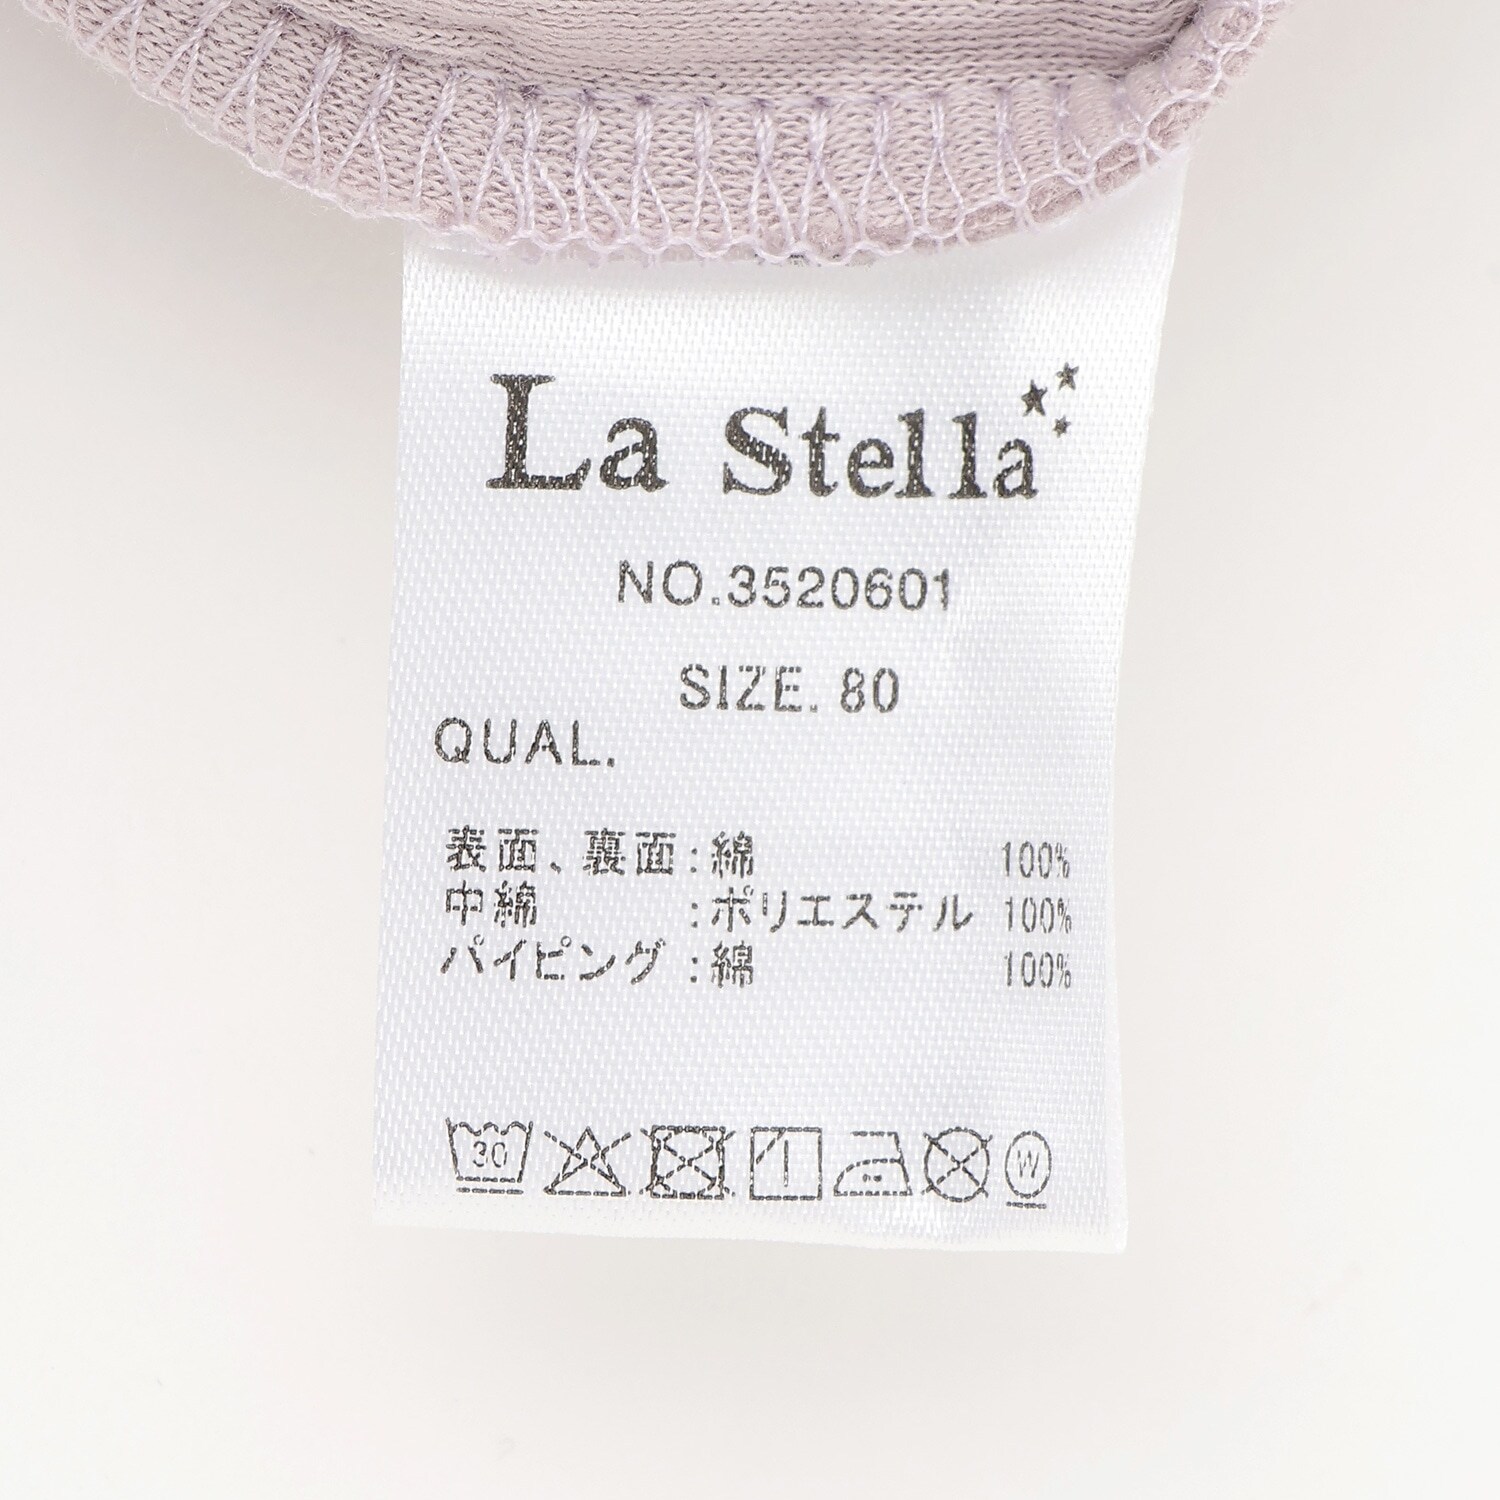 La Stella
NO.3520601
SIZE. 80
QUAL.
表面、裏面:綿 100%
中綿 :ポリエステル 100%
パイピング :綿 100%
30 W